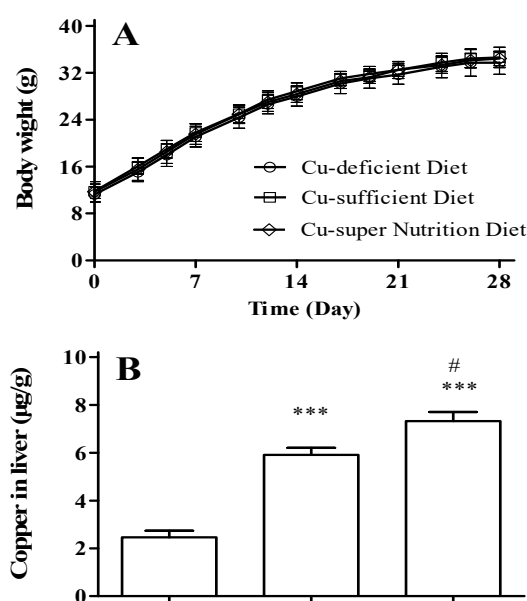 A
40
32
24
16
8
0
Body wight (g)
Cu-deficient Diet
Cu-sufficient Diet
Cu-super Nutrition Diet
0 7 14 21 28
Time (Day)
B
10
8
6
4
2
0
Copper in liver (μg/g)
***
#
***